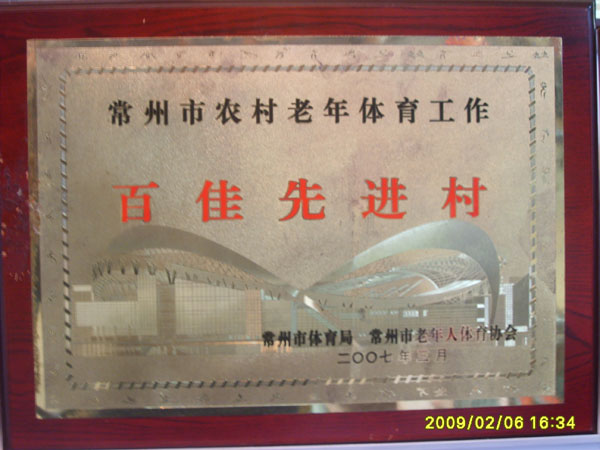 常州市农村老年体育工作
百佳先进村
常州市体育局 常州市老年人体育协会
二〇〇七年三月
2009/02/06 16:34